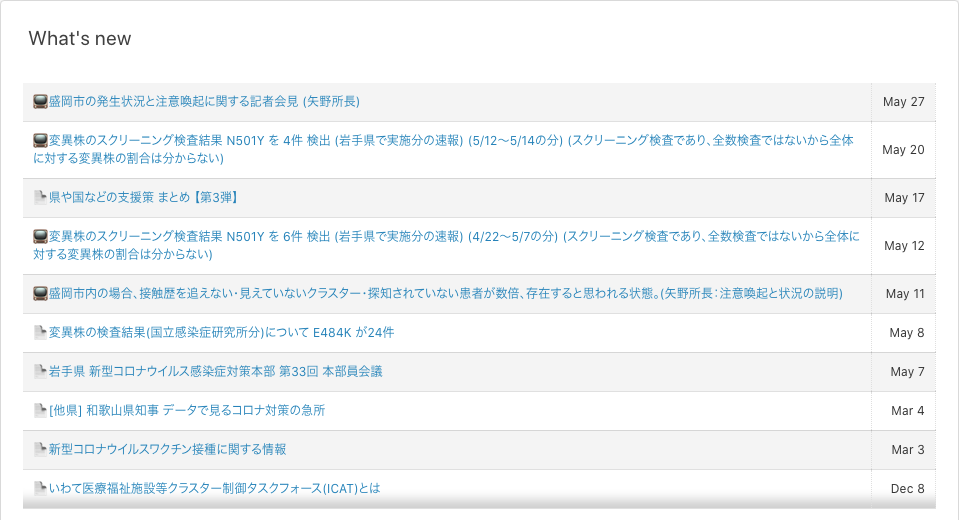 What's new
盛岡市の発生状況と注意喚起に関する記者会見 (矢野所長)
May 27
変異株のスクリーニング検査結果 N501Y を 4件 検出 (岩手県で実施分の速報) (5/12〜5/14の分) (スクリーニング検査であり、全数検査ではないから全体
に対する変異株の割合は分からない)
May 20
県や国などの支援策 まとめ【第3弾】
May 17
変異株のスクリーニング検査結果 N501Y を 6件 検出 (岩手県で実施分の速報) (4/22〜5/7の分) (スクリーニング検査であり、全数検査ではないから全体に
対する変異株の割合は分からない)
May 12
盛岡市内の場合、接触歴を追えない・見えていないクラスター・探知されていない患者が数倍、存在すると思われる状態。(矢野所長：注意喚起と状況の説明)
May 11
変異株の検査結果(国立感染症研究所分)について E484K が24件
May 8
岩手県 新型コロナウイルス感染症対策本部 第33回 本部員会議
May 7
[他県] 和歌山県知事 データで見るコロナ対策の急所
Mar 4
新型コロナウイルスワクチン接種に関する情報
Mar 3
いわて医療福祉施設等クラスター制御タスクフォース(ICAT)とは
Dec 8